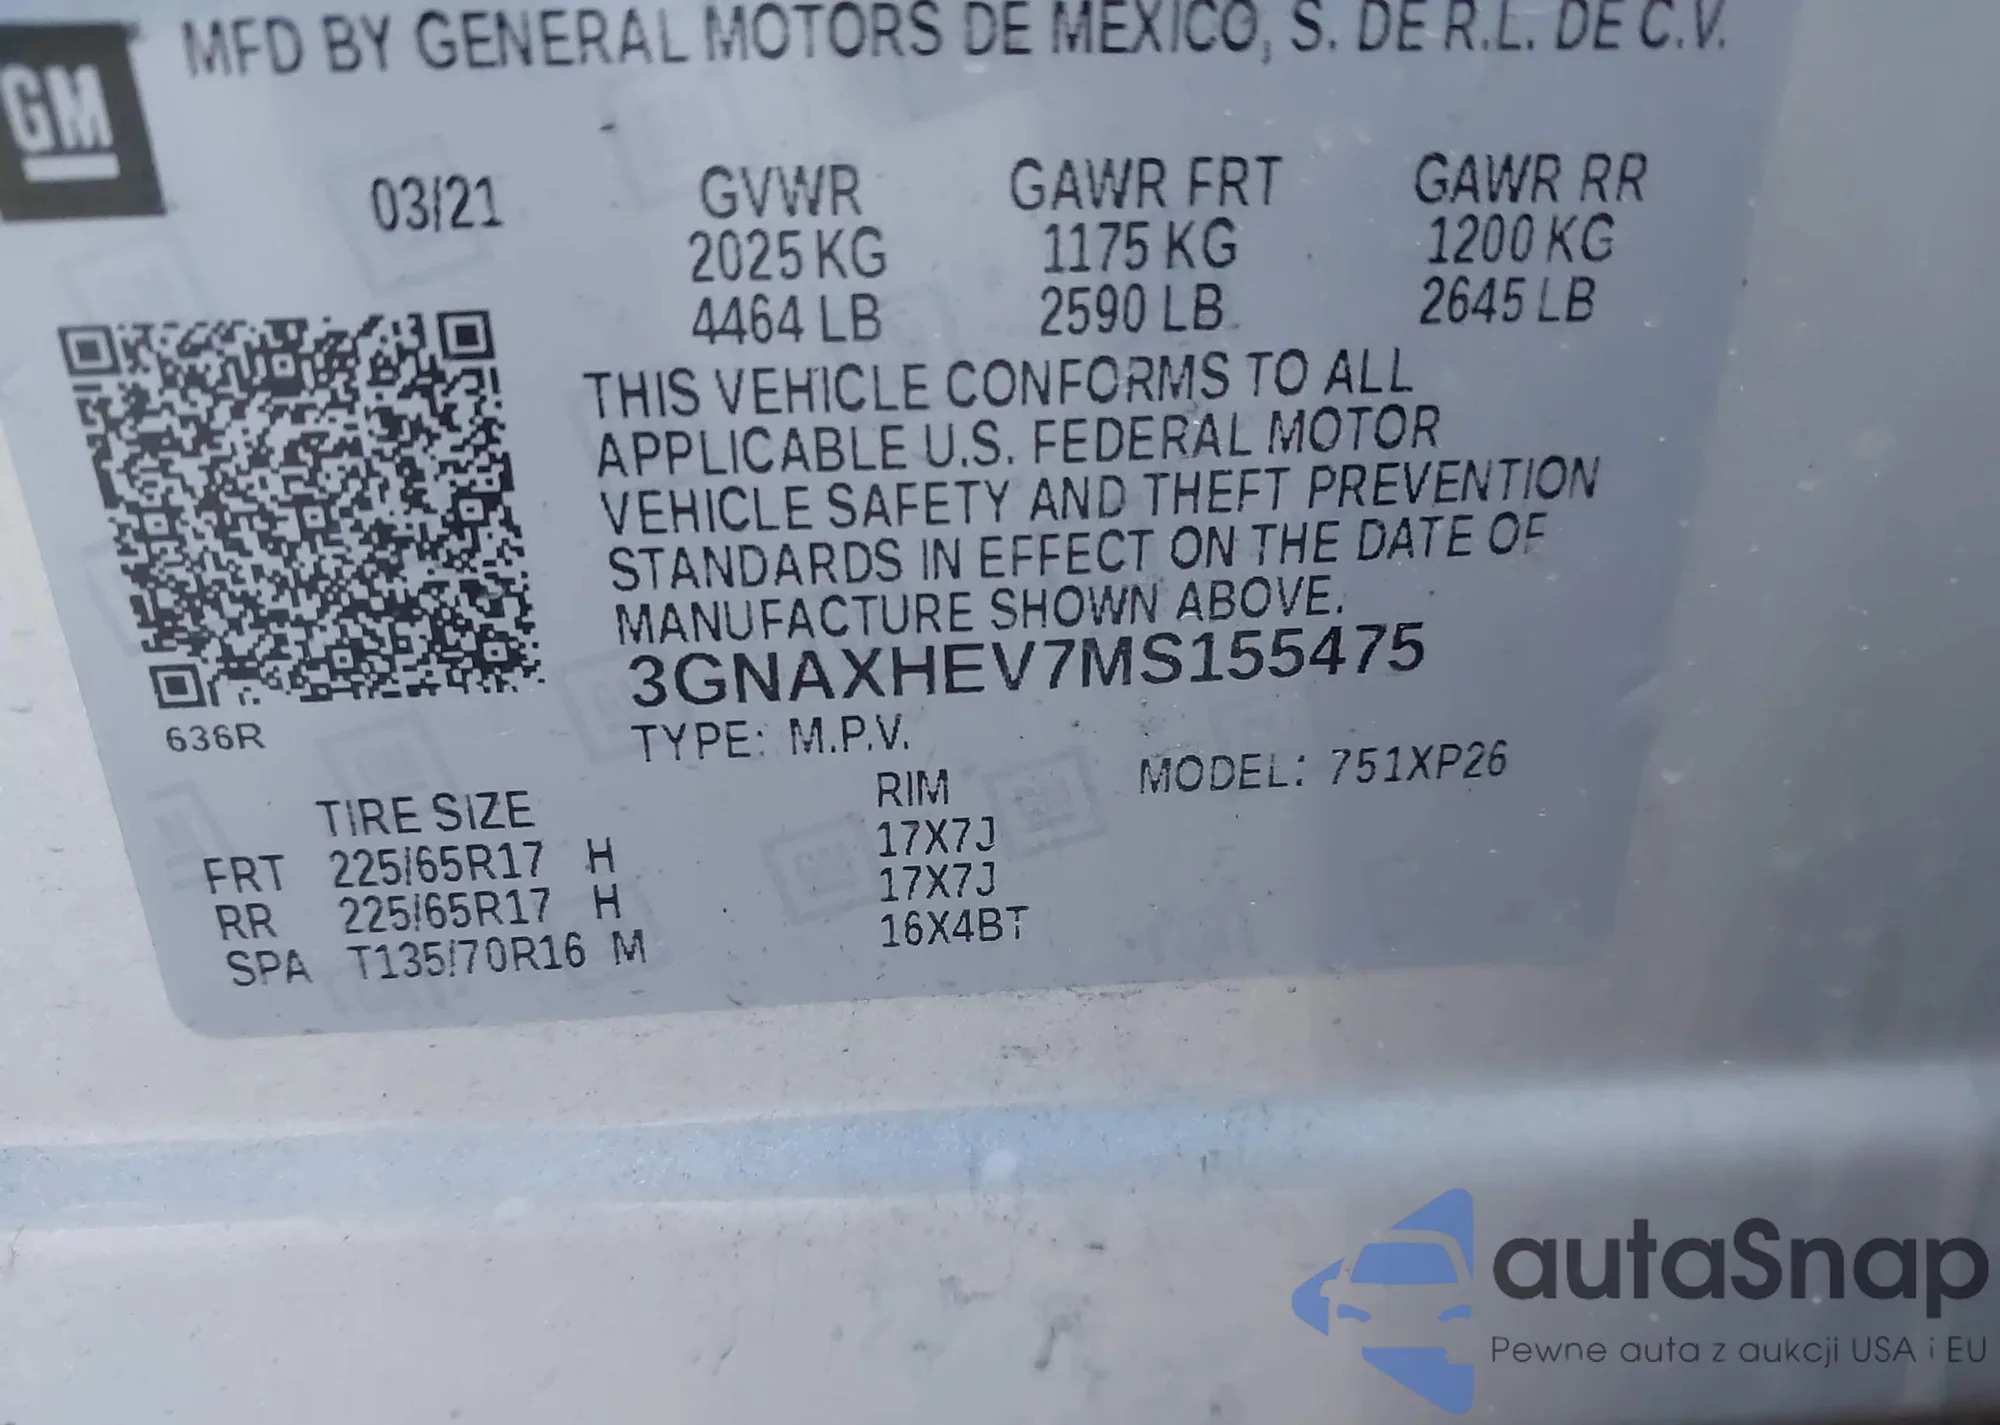 MFD BY GENERAL MOTORS DE MEXICO, S. DE R.L. DE C.V.
GM
03/21 GVWR GAWR FRT GAWR RR
2025 KG 1175 KG 1200 KG
4464 LB 2590 LB 2645 LB
THIS VEHICLE CONFORMS TO ALL
APPLICABLE U.S. FEDERAL MOTOR
VEHICLE SAFETY AND THEFT PREVENTION
STANDARDS IN EFFECT ON THE DATE OF
MANUFACTURE SHOWN ABOVE.
3GNAXHEV7MS155475
636R
TYPE: M.P.V.
MODEL: 751XP26
TIRE SIZE RIM
FRT 225/65R17 H 17X7J
RR 225/65R17 H 17X7J
SPA T135/70R16 M 16X4BT
autaSnap
Pewne auta z aukcji USA i EU